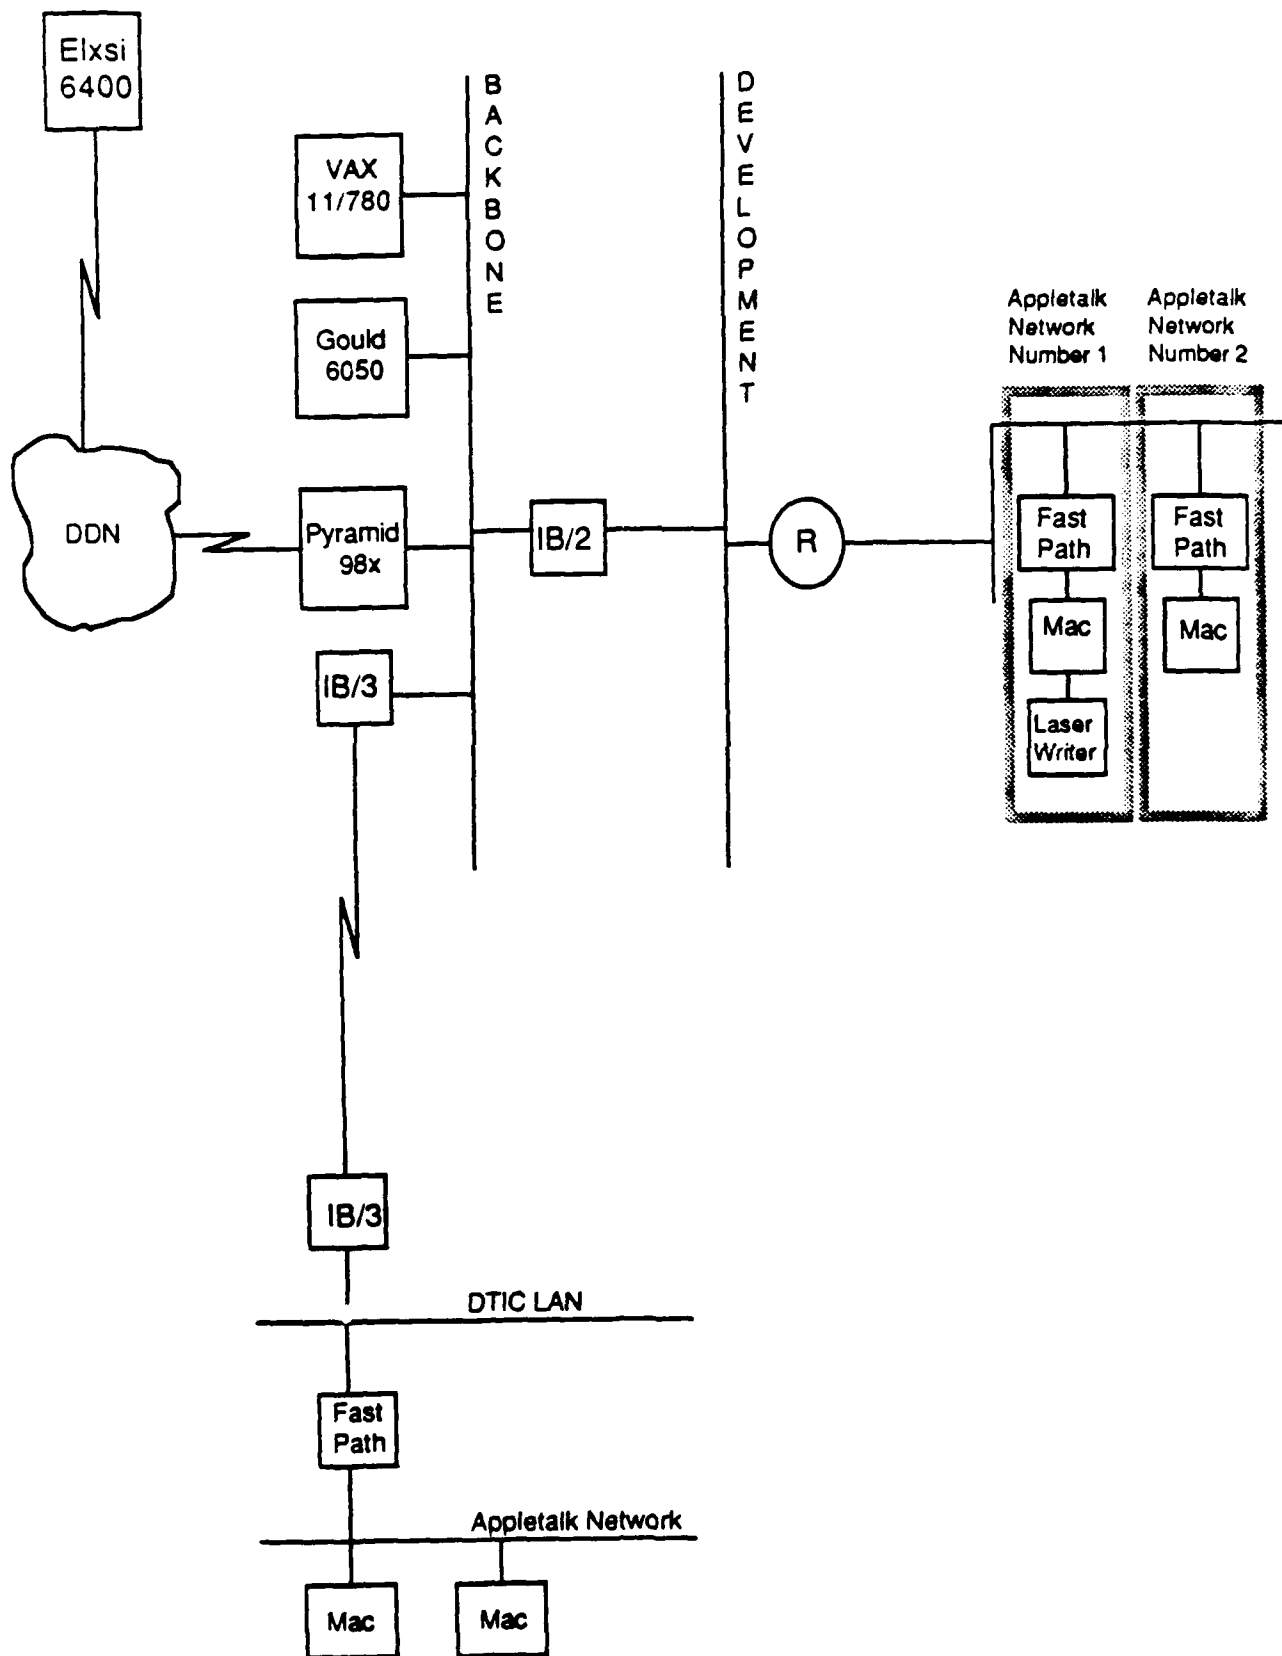 Elxsi
6400
BACKBONE
DEVELOPMENT
VAX
11/780
Gould
6050
Appletalk
Network
Number 1
Appletalk
Network
Number 2
DDN
Pyramid
98x
IB/2
R
Fast
Path
Fast
Path
Mac
Mac
IB/3
Laser
Writer
IB/3
DTIC LAN
Fast
Path
Appletalk Network
Mac
Mac